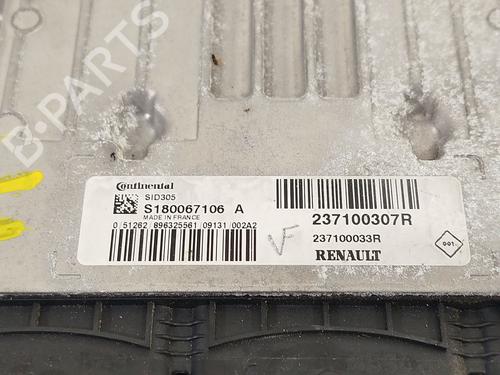 B-PARTS
Continental
SID305
S180067106 A
MADE IN FRANCE
0 51262 896325561 09131 002A2
237100307R
237100033R
RENAULT
001
VF